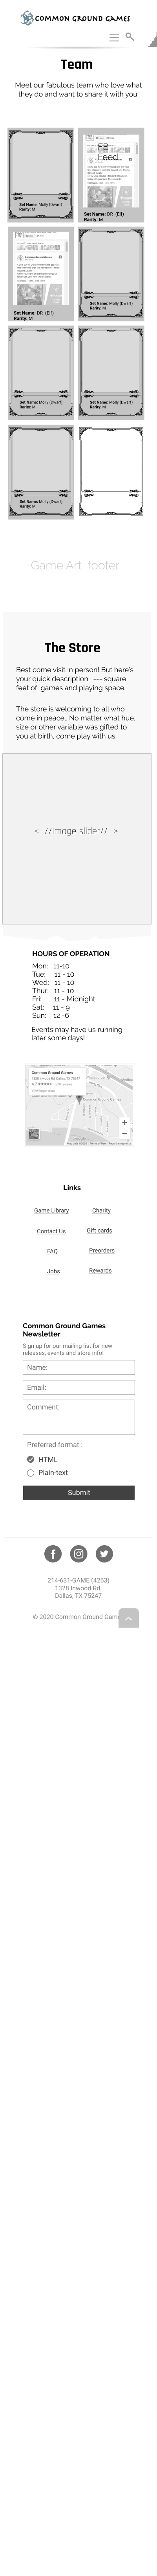 COMMON GROUND GAMES
Team
Meet our fabulous team who love what
they do and want to share it with you.
Set Name: Molly (Dwarf)
Rarity: M
FB
Feed
Set Name: DR (Elf)
Rarity: M
Set Name: DR (Elf)
Rarity: M
Set Name: Molly (Dwarf)
Rarity: M
Set Name: Molly (Dwarf)
Rarity: M
Set Name: Molly (Dwarf)
Rarity: M
Set Name: Molly (Dwarf)
Rarity: M
Game Art footer
The Store
Best come visit in person! But here's
your quick description. --- square
feet of games and playing space.
The store is welcoming to all who
come in peace,. No matter what hue,
size or other variable was gifted to
you at birth, come play with us.
< //Image slider// >
HOURS OF OPERATION
Mon: 11-10
Tue: 11 - 10
Wed: 11 - 10
Thur: 11 - 10
Fri: 11 - Midnight
Sat: 11 - 9
Sun: 12 -6
Events may have us running
later some days!
Common Ground Games
1328 Inwood Rd, Dallas, TX 75247
Common Ground Games
Links
Game Library Charity
Contact Us Gift cards
FAQ Preorders
Jobs Rewards
Common Ground Games
Newsletter
Sign up for our mailing list for new
releases, events and store info!
Name:
Email:
Comment:
Preferred format :
HTML
Plain-text
Submit
214-631-GAME (4263)
1328 Inwood Rd
Dallas, TX 75247
© 2020 Common Ground Game